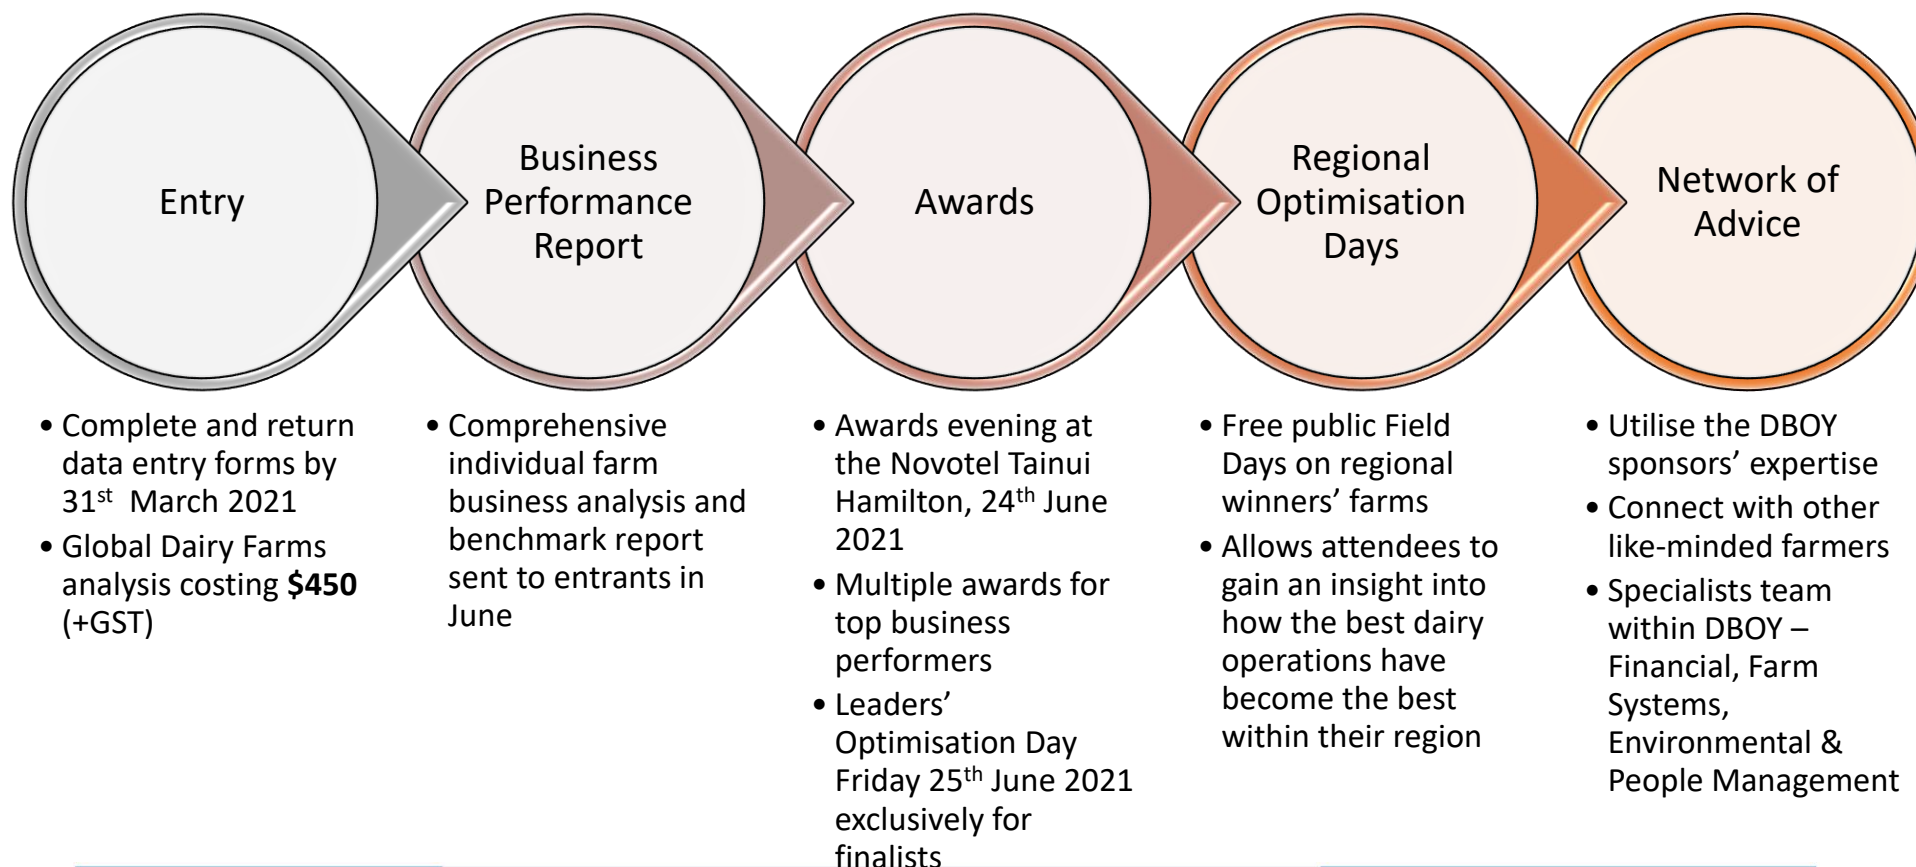 Entry
Business
Performance
Report
Awards
Regional
Optimisation
Days
Network of
Advice
• Complete and return
data entry forms by
31st March 2021
• Global Dairy Farms
analysis costing $450
(+GST)
• Comprehensive
individual farm
business analysis and
benchmark report
sent to entrants in
June
• Awards evening at
the Novotel Tainui
Hamilton, 24th June
2021
• Multiple awards for
top business
performers
• Leaders’
Optimisation Day
Friday 25th June 2021
exclusively for
finalists
• Free public Field
Days on regional
winners’ farms
• Allows attendees to
gain an insight into
how the best dairy
operations have
become the best
within their region
• Utilise the DBOY
sponsors’ expertise
• Connect with other
like-minded farmers
• Specialists team
within DBOY –
Financial, Farm
Systems,
Environmental &
People Management